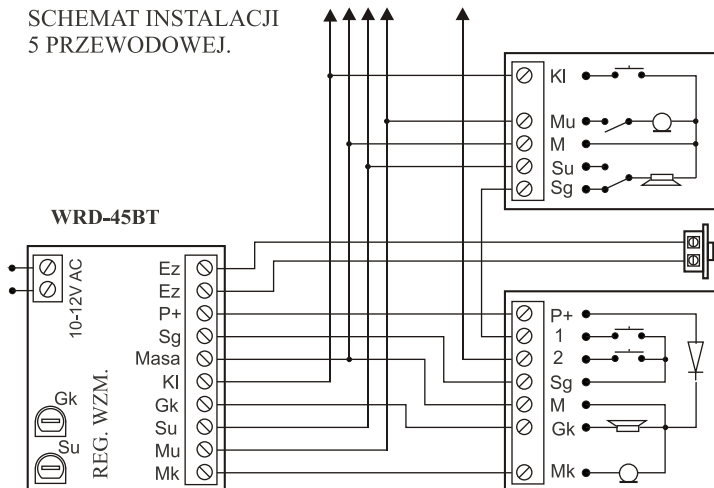 SCHEMAT INSTALACJI
5 PRZEWODOWEJ.
Kl
Mu
M
Su
Sg
WRD-45BT
10-12V AC
Ez
Ez
P+
Sg
Masa
Kl
Gk
Su
Mu
Mk
Gk
Su
REG. WZM.
P+
1
2
Sg
M
Gk
Mk